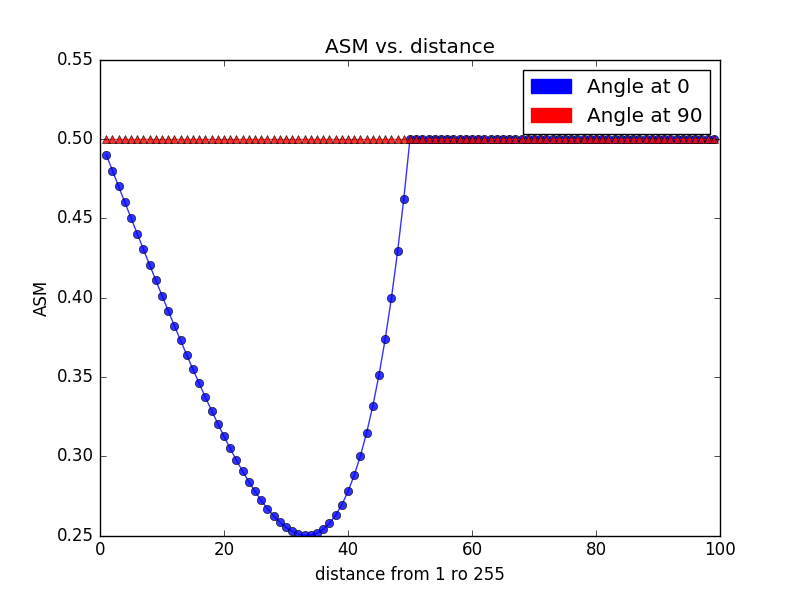 ASM vs. distance
Angle at 0
Angle at 90
ASM
0.55
0.50
0.45
0.40
0.35
0.30
0.25
0 20 40 60 80 100
distance from 1 ro 255